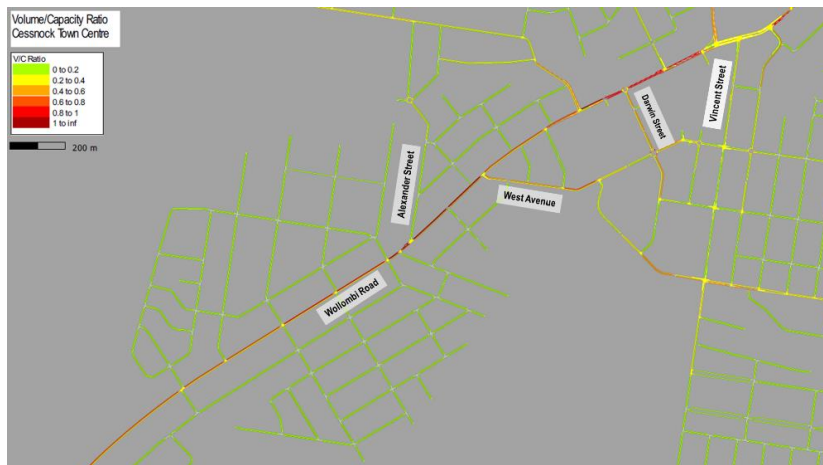 Volume/Capacity Ratio
Cessnock Town Centre
V/C Ratio
0 to 0.2
0.2 to 0.4
0.4 to 0.6
0.6 to 0.8
0.8 to 1
1 to inf
200 m
Vincent Street
Darwin Street
Alexander Street
West Avenue
Wollombi Road